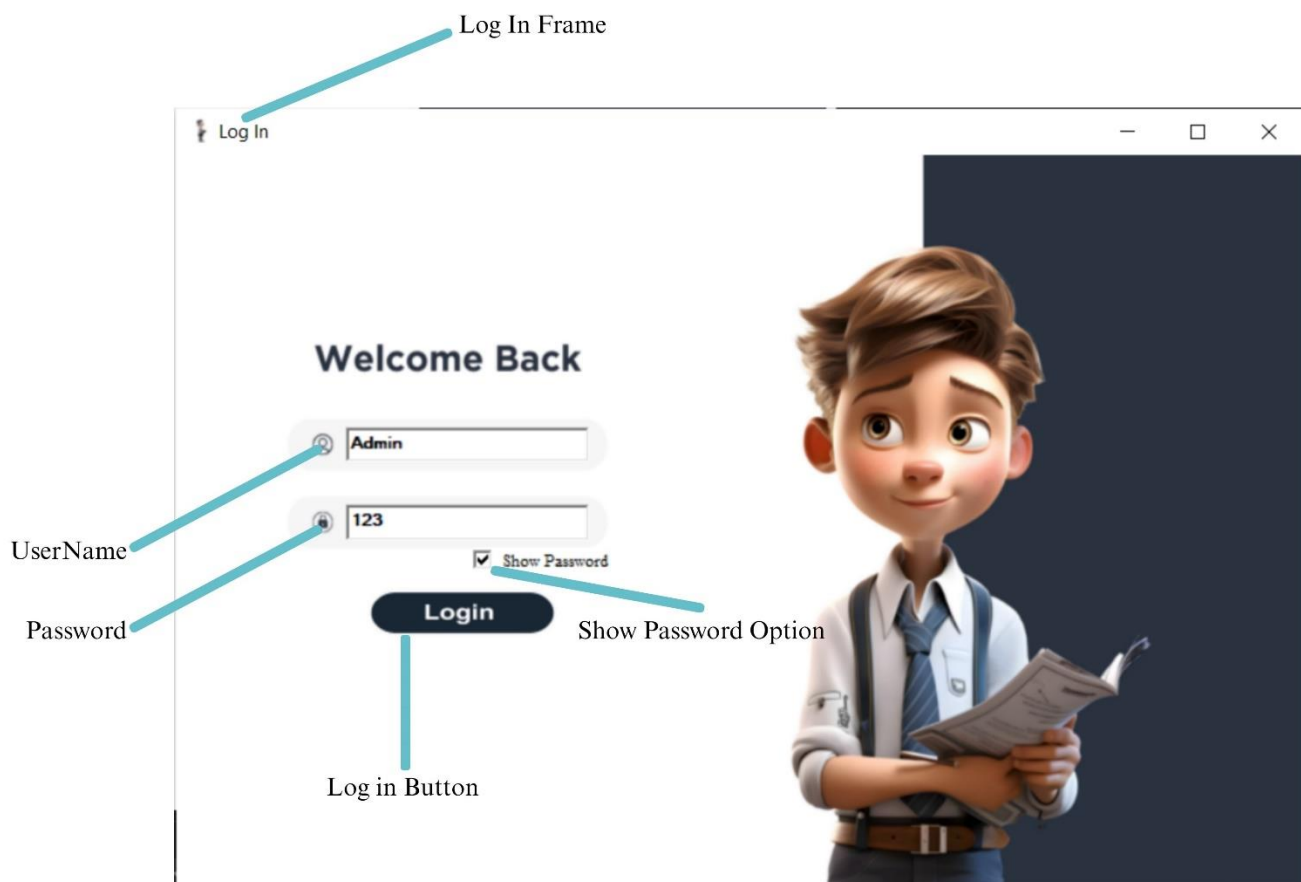 Log In Frame
Log In
Welcome Back
Admin
123
UserName
Show Password
Password
Login
Show Password Option
Log in Button